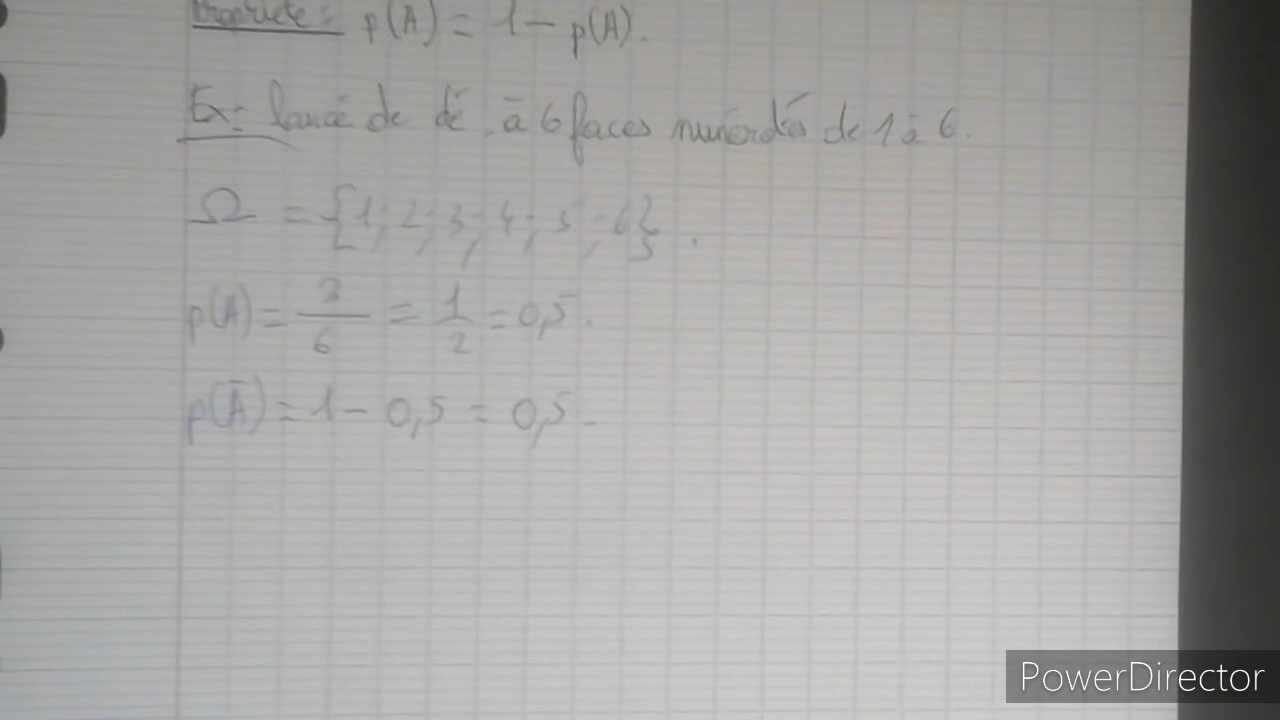 Propriété: p(A) = 1 - p(A).
Ex: lancé de dé à 6 faces numérotés de 1 à 6.
Ω = {1; 2; 3; 4; 5; 6}.
p(A) = 3/6 = 1/2 = 0,5.
p(Ā) = 1 - 0,5 = 0,5.
PowerDirector